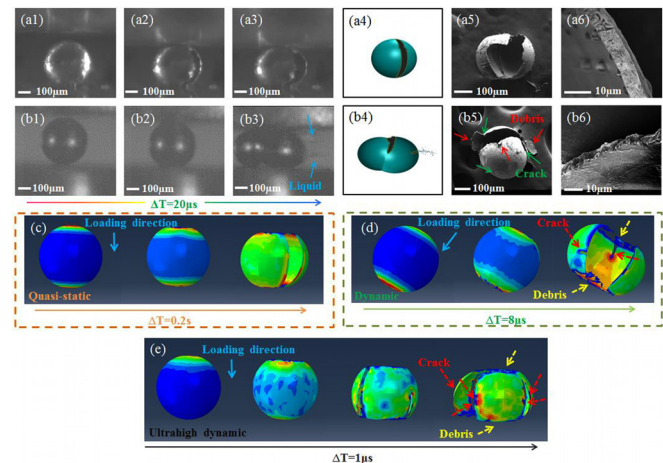 (a1)
(a2)
(a3)
(a4)
(a5)
(a6)
100μm
100μm
100μm
100μm
10μm
(b1)
(b2)
(b3)
(b4)
(b5)
Debris
(b6)
Liquid
Crack
100μm
100μm
100μm
100μm
10μm
ΔT=20μs
(c)
Loading direction
Quasi-static
ΔT=0.2s
(d)
Loading direction
Crack
Dynamic
Debris
ΔT=8μs
(e)
Loading direction
Crack
Ultrahigh dynamic
Debris
ΔT=1μs